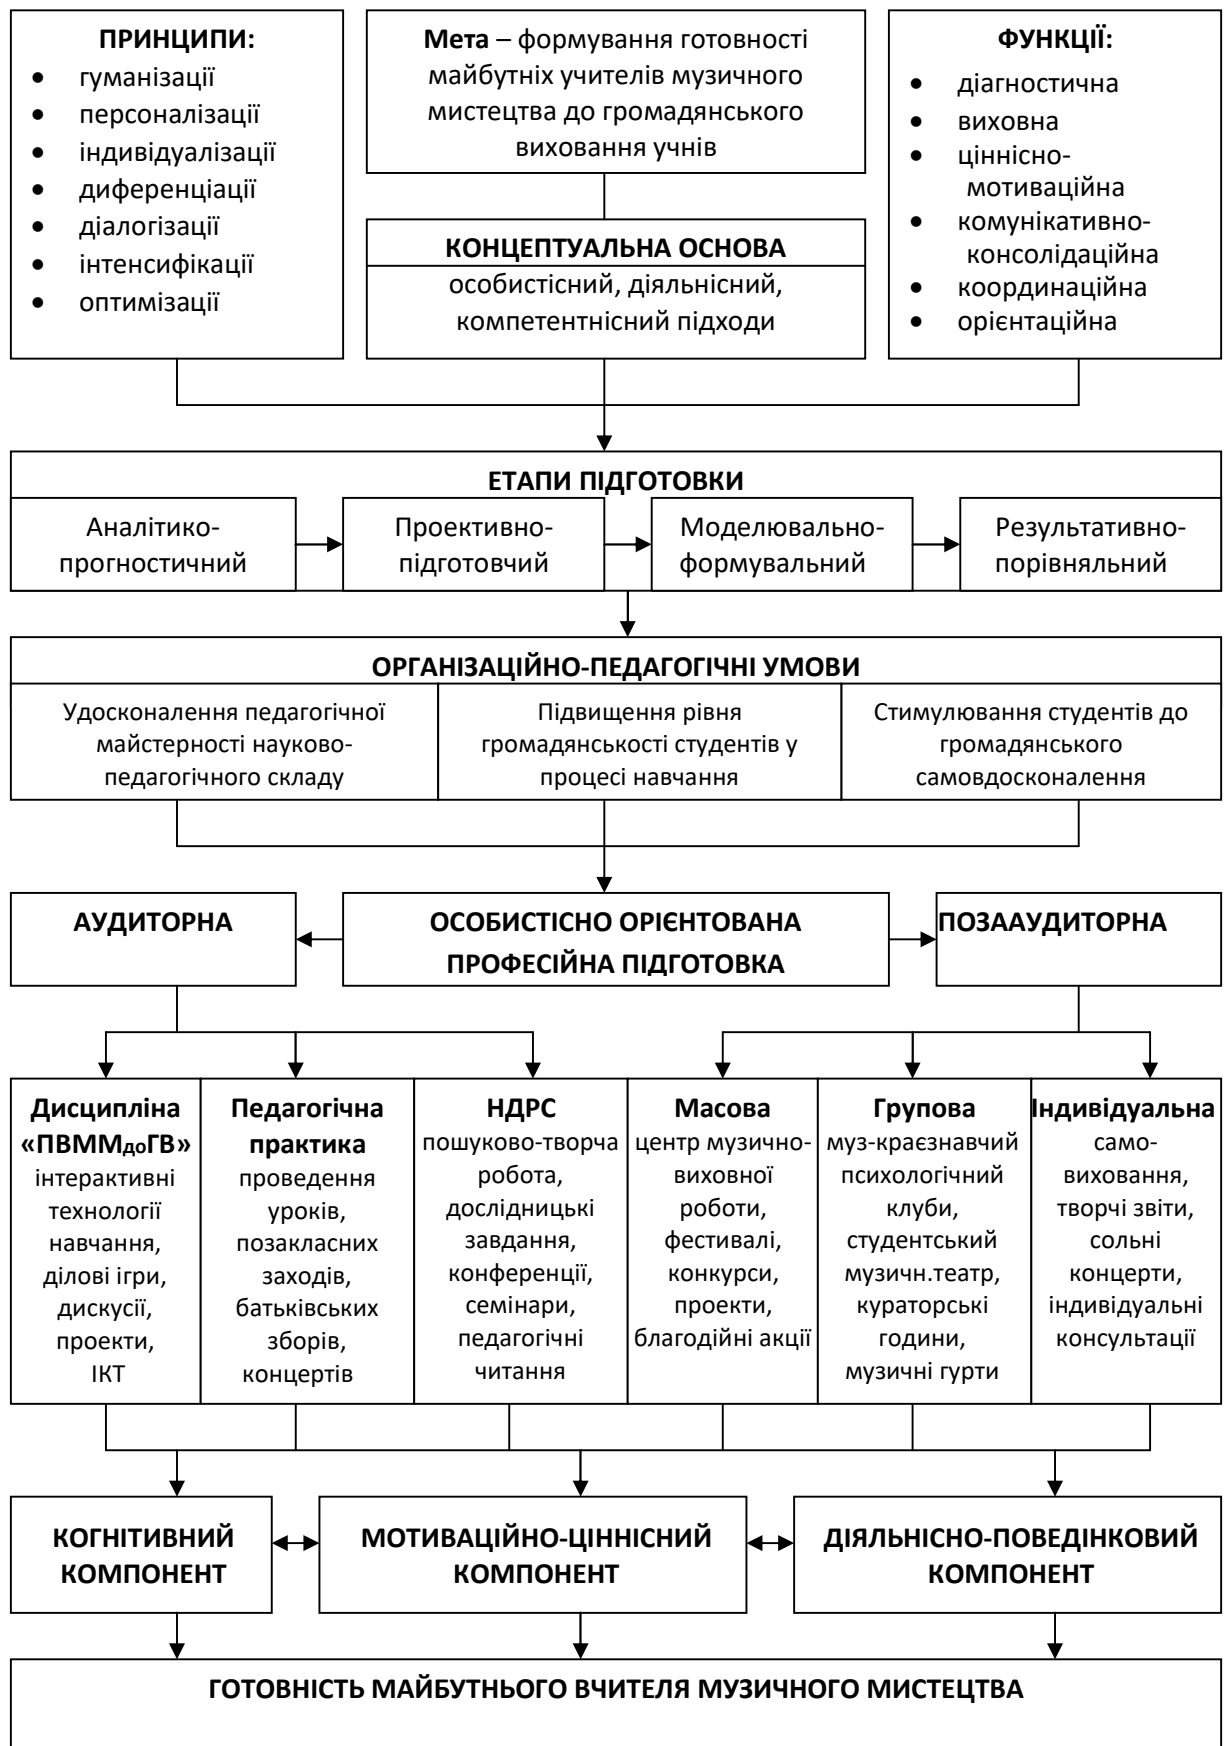 ПРИНЦИПИ:
• гуманізації
• персоналізації
• індивідуалізації
• диференціації
• діалогізації
• інтенсифікації
• оптимізації
Мета – формування готовності
майбутніх учителів музичного
мистецтва до громадянського
виховання учнів
КОНЦЕПТУАЛЬНА ОСНОВА
особистісний, діяльнісний,
компетентнісний підходи
ФУНКЦІЇ:
• діагностична
• виховна
• ціннісно-
мотиваційна
• комунікативно-
консолідаційна
• координаційна
• орієнтаційна
ЕТАПИ ПІДГОТОВКИ
Аналітико-
прогностичний
Проективно-
підготовчий
Моделювально-
формувальний
Результативно-
порівняльний
ОРГАНІЗАЦІЙНО-ПЕДАГОГІЧНІ УМОВИ
Удосконалення педагогічної
майстерності науково-
педагогічного складу
Підвищення рівня
громадянськості студентів у
процесі навчання
Стимулювання студентів до
громадянського
самовдосконалення
АУДИТОРНА
ОСОБИСТІСНО ОРІЄНТОВАНА
ПРОФЕСІЙНА ПІДГОТОВКА
ПОЗААУДИТОРНА
Дисципліна
«ПВММдоГВ»
інтерактивні
технології
навчання,
ділові ігри,
дискусії,
проекти,
ІКТ
Педагогічна
практика
проведення
уроків,
позакласних
заходів,
батьківських
зборів,
концертів
НДРС
пошуково-творча
робота,
дослідницькі
завдання,
конференції,
семінари,
педагогічні
читання
Масова
центр музично-
виховної
роботи,
фестивалі,
конкурси,
проекти,
благодійні акції
Групова
муз-краєзнавчий
психологічний
клуби,
студентський
музичн.театр,
кураторські
години,
музичні гурти
Індивідуальна
само-
виховання,
творчі звіти,
сольні
концерти,
індивідуальні
консультації
КОГНІТИВНИЙ
КОМПОНЕНТ
МОТИВАЦІЙНО-ЦІННІСНИЙ
КОМПОНЕНТ
ДІЯЛЬНІСНО-ПОВЕДІНКОВИЙ
КОМПОНЕНТ
ГОТОВНІСТЬ МАЙБУТНЬОГО ВЧИТЕЛЯ МУЗИЧНОГО МИСТЕЦТВА